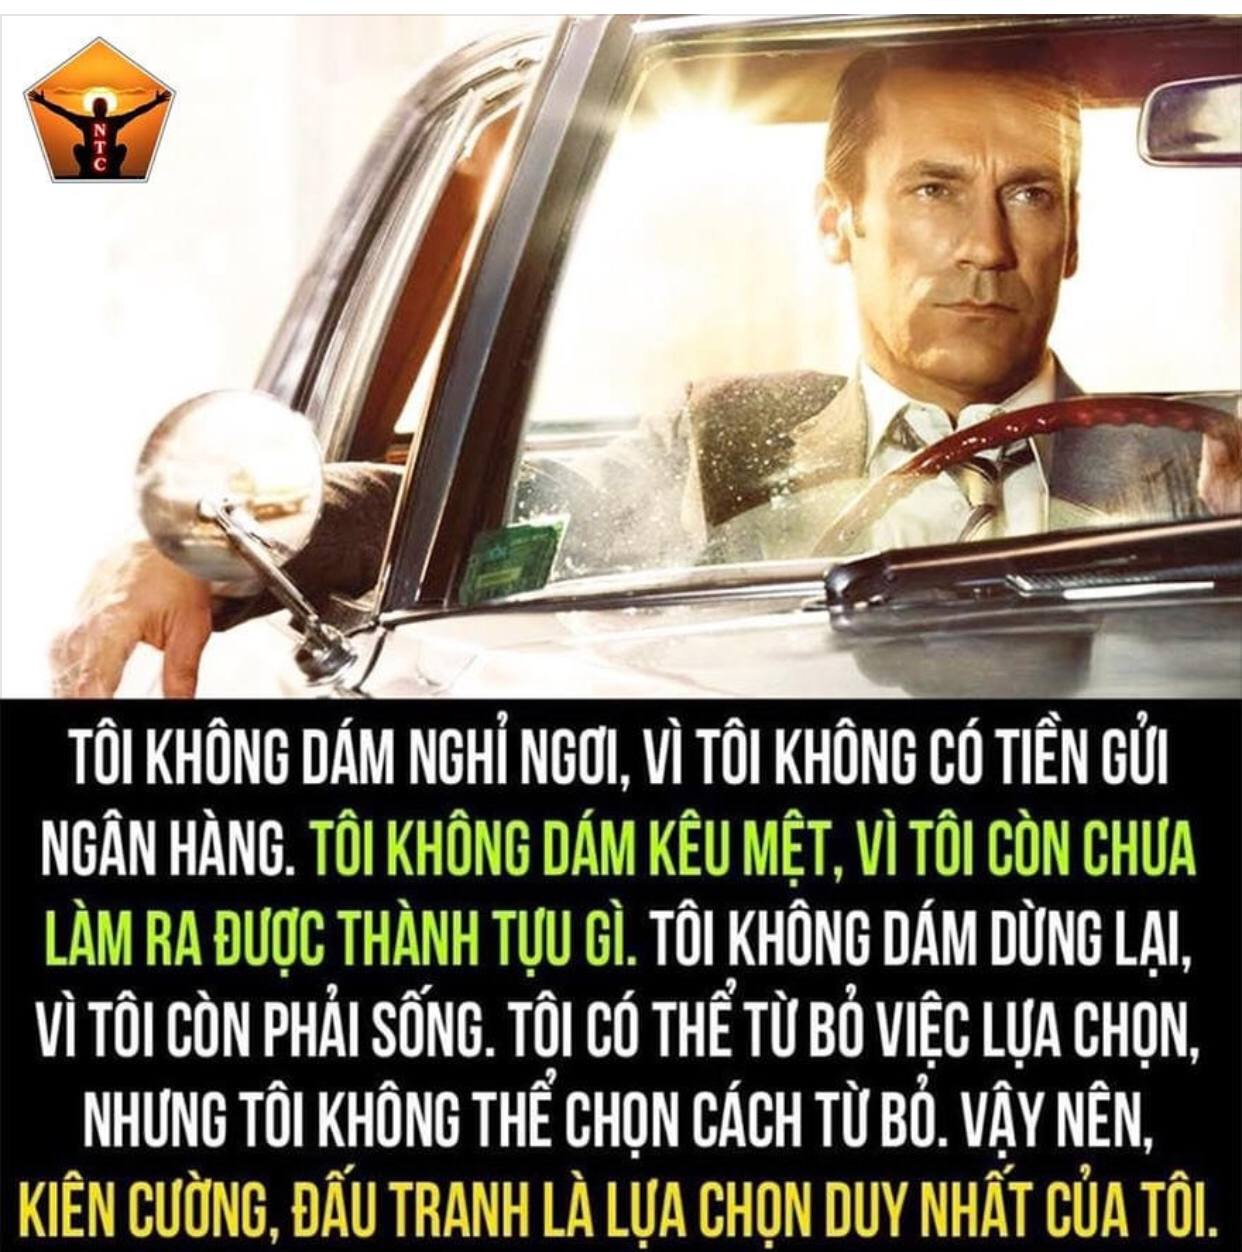 NTC
TÔI KHÔNG DÁM NGHỈ NGƠI, VÌ TÔI KHÔNG CÓ TIỀN GỬI
NGÂN HÀNG. TÔI KHÔNG DÁM KÊU MỆT, VÌ TÔI CÒN CHƯA
LÀM RA ĐƯỢC THÀNH TỰU GÌ. TÔI KHÔNG DÁM DỪNG LẠI,
VÌ TÔI CÒN PHẢI SỐNG. TÔI CÓ THỂ TỪ BỎ VIỆC LỰA CHỌN,
NHƯNG TÔI KHÔNG THỂ CHỌN CÁCH TỪ BỎ. VẬY NÊN,
KIÊN CƯỜNG, ĐẤU TRANH LÀ LỰA CHỌN DUY NHẤT CỦA TÔI.